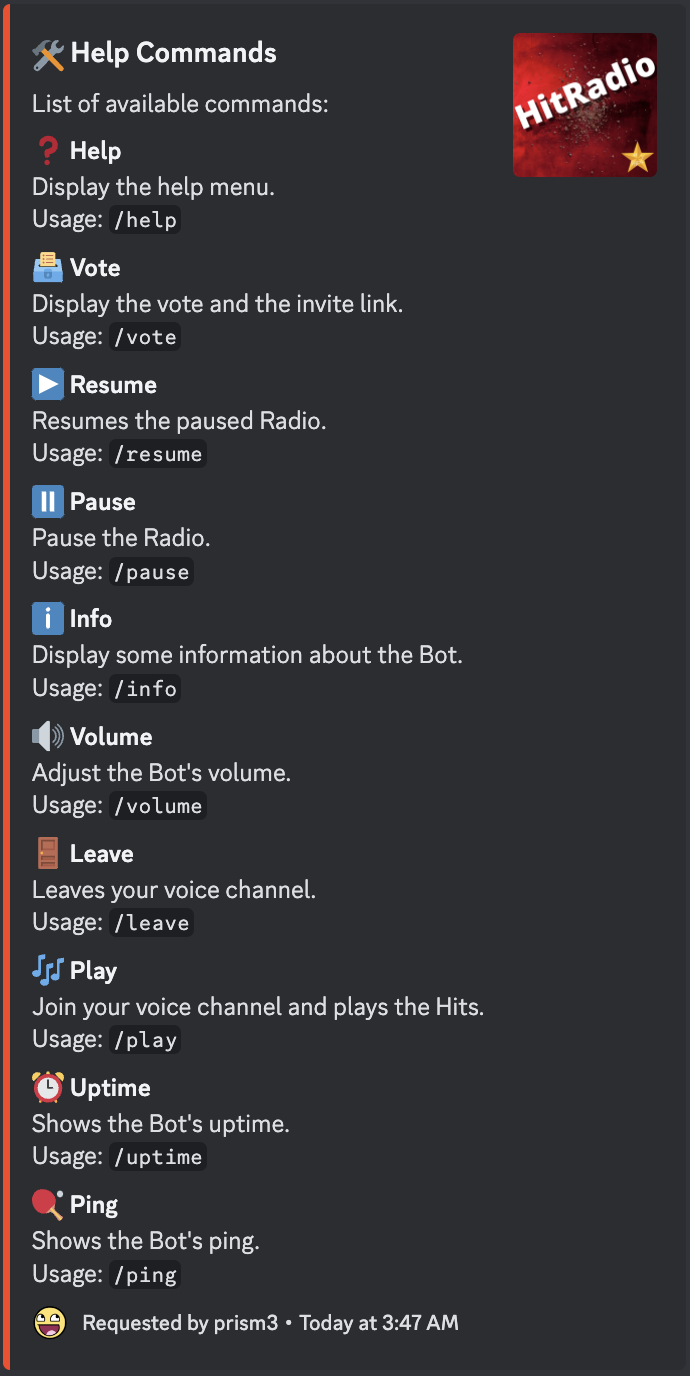 Help Commands
HitRadio
List of available commands:
Help
Display the help menu.
Usage: /help
Vote
Display the vote and the invite link.
Usage: /vote
Resume
Resumes the paused Radio.
Usage: /resume
Pause
Pause the Radio.
Usage: /pause
Info
Display some information about the Bot.
Usage: /info
Volume
Adjust the Bot's volume.
Usage: /volume
Leave
Leaves your voice channel.
Usage: /leave
Play
Join your voice channel and plays the Hits.
Usage: /play
Uptime
Shows the Bot's uptime.
Usage: /uptime
Ping
Shows the Bot's ping.
Usage: /ping
Requested by prism3 • Today at 3:47 AM